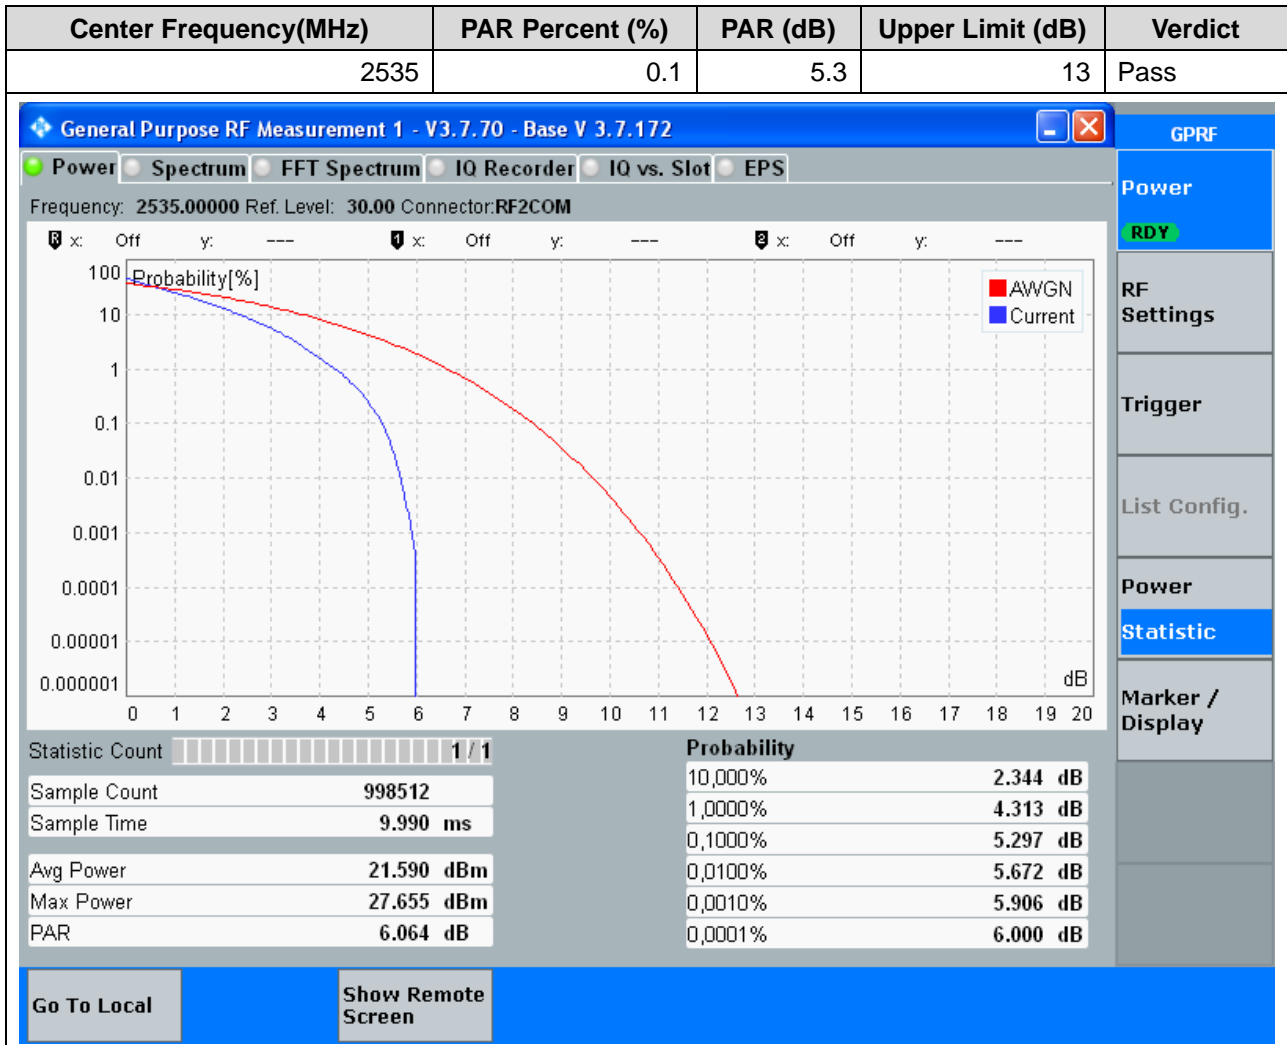 Center Frequency(MHz) PAR Percent (%) PAR (dB) Upper Limit (dB) Verdict
2535 0.1 5.3 13 Pass
General Purpose RF Measurement 1 - V3.7.70 - Base V 3.7.172
GPRF
Power Spectrum FFT Spectrum IQ Recorder IQ vs. Slot EPS
Power
RDY
Frequency: 2535.00000 Ref. Level: 30.00 Connector:RF2COM
R x: Off y: --- 1 x: Off y: --- 2 x: Off y: ---
Probability[%]
AWGN
Current
100
10
1
0.1
0.01
0.001
0.0001
0.00001
0.000001
dB
0 1 2 3 4 5 6 7 8 9 10 11 12 13 14 15 16 17 18 19 20
RF
Settings
Trigger
List Config.
Power
Statistic
Marker /
Display
Statistic Count 1 / 1
Sample Count 998512
Sample Time 9.990 ms
Avg Power 21.590 dBm
Max Power 27.655 dBm
PAR 6.064 dB
Probability
10,000% 2.344 dB
1,0000% 4.313 dB
0,1000% 5.297 dB
0,0100% 5.672 dB
0,0010% 5.906 dB
0,0001% 6.000 dB
Go To Local
Show Remote
Screen